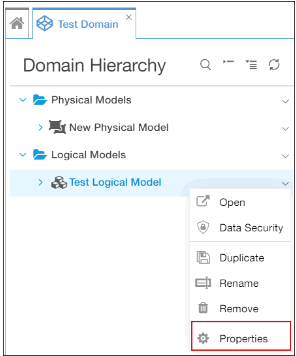 Test Domain
Domain Hierarchy
Physical Models
New Physical Model
Logical Models
Test Logical Model
Open
Data Security
Duplicate
Rename
Remove
Properties